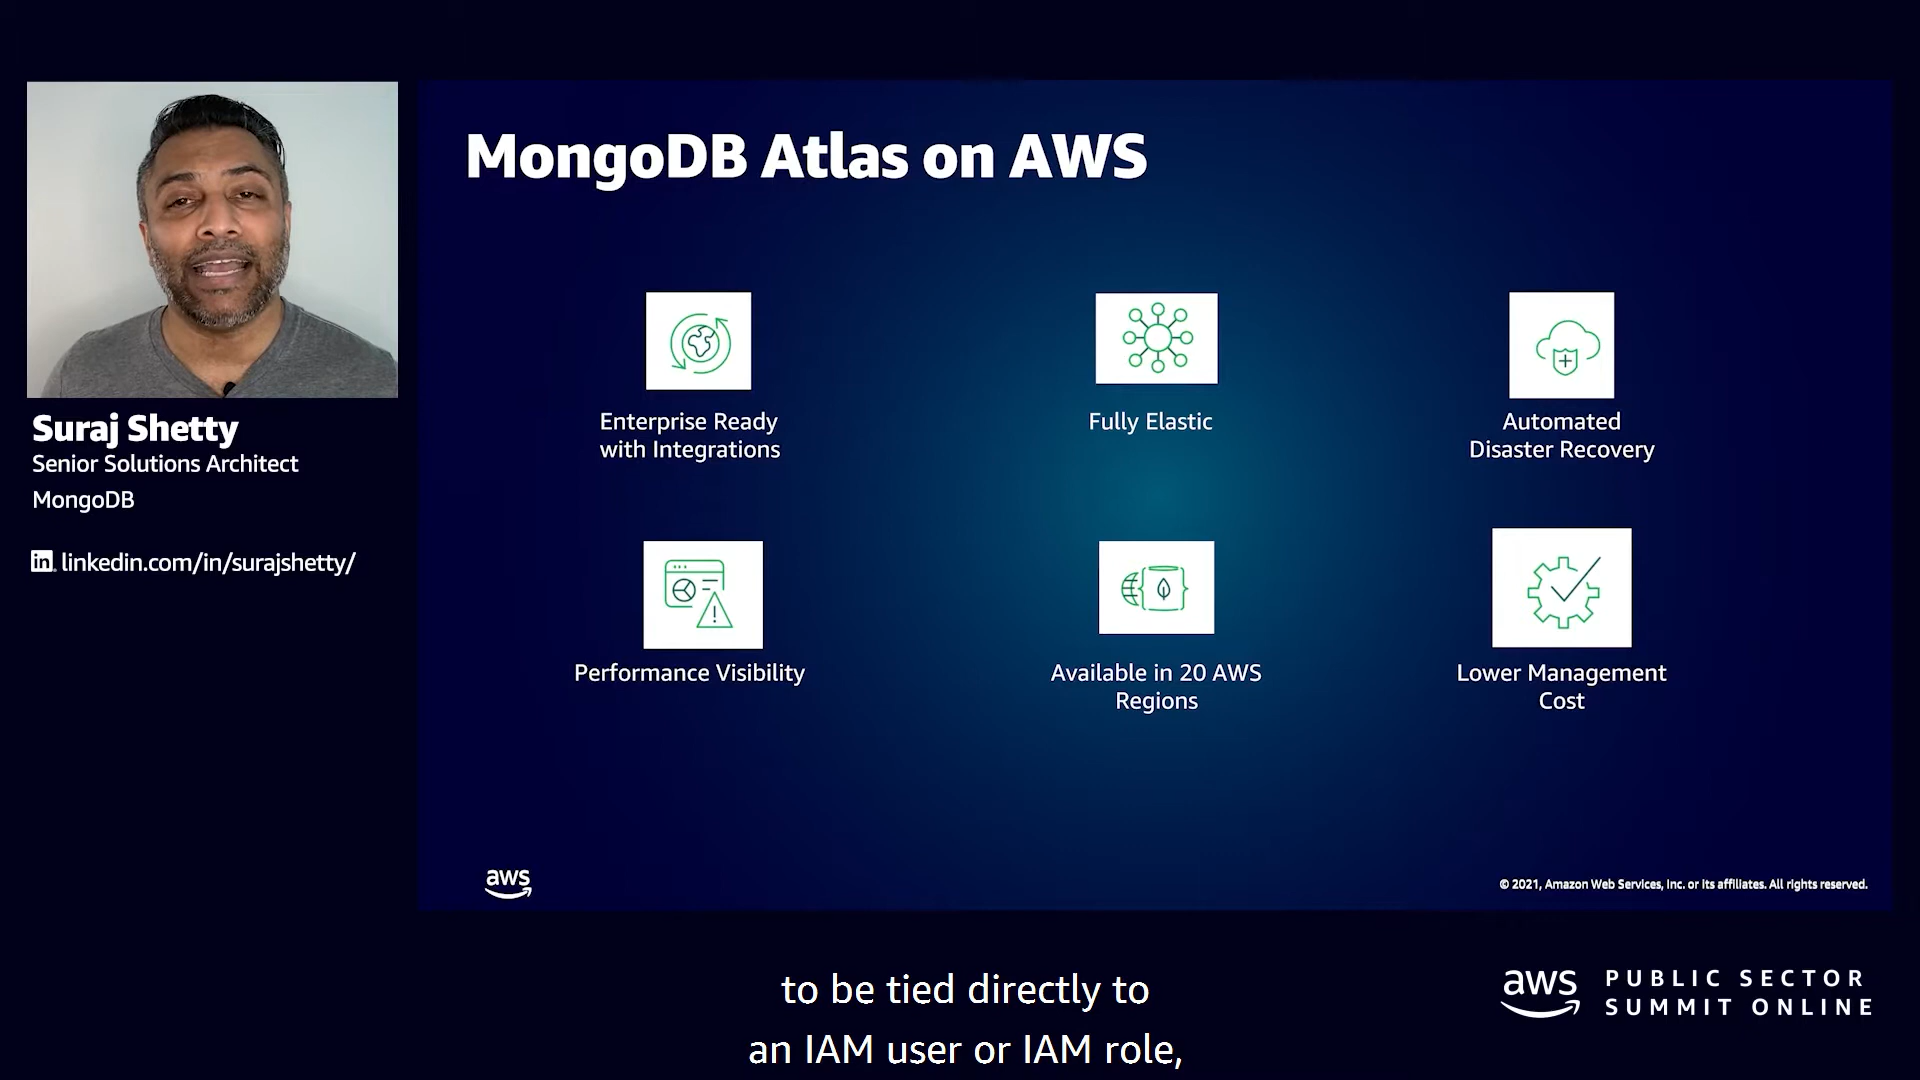 MongoDB Atlas on AWS
Suraj Shetty
Senior Solutions Architect
MongoDB
in linkedin.com/in/surajshetty/
Enterprise Ready
with Integrations
Fully Elastic
Automated
Disaster Recovery
Performance Visibility
Available in 20 AWS
Regions
Lower Management
Cost
aws
© 2021, Amazon Web Services, Inc. or its affiliates. All rights reserved.
to be tied directly to
an IAM user or IAM role,
aws PUBLIC SECTOR
SUMMIT ONLINE